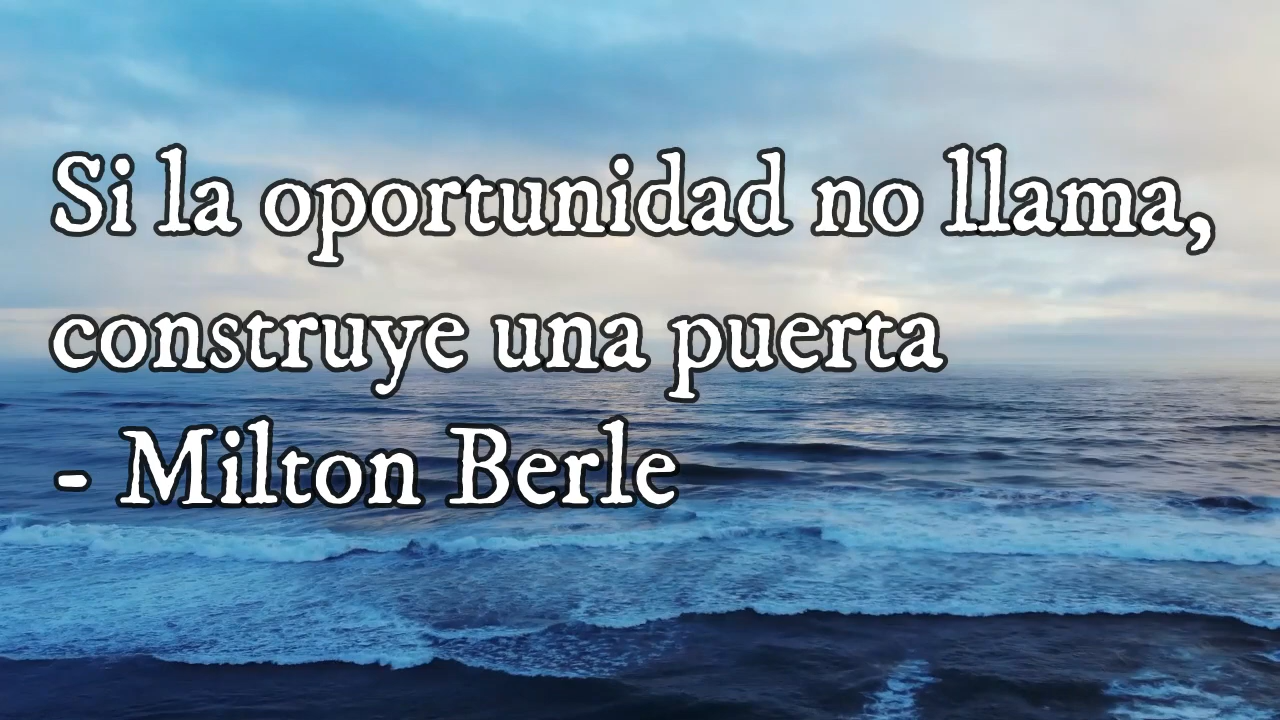 Si la oportunidad no llama,
construye una puerta
- Milton Berle